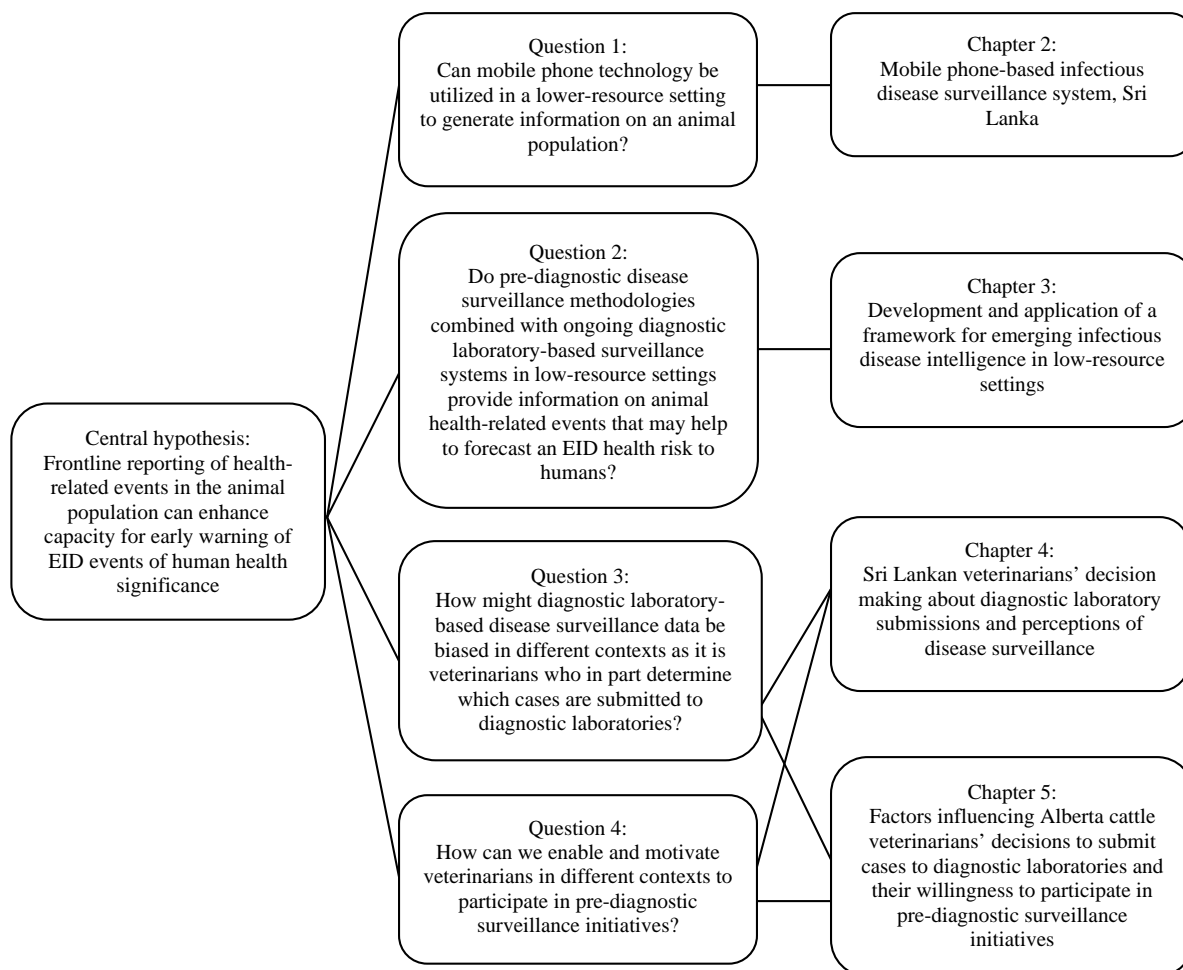 Central hypothesis:
Frontline reporting of health-
related events in the animal
population can enhance
capacity for early warning of
EID events of human health
significance
Question 1:
Can mobile phone technology be
utilized in a lower-resource setting
to generate information on an animal
population?
Question 2:
Do pre-diagnostic disease
surveillance methodologies
combined with ongoing diagnostic
laboratory-based surveillance
systems in low-resource settings
provide information on animal
health-related events that may help
to forecast an EID health risk to
humans?
Question 3:
How might diagnostic laboratory-
based disease surveillance data be
biased in different contexts as it is
veterinarians who in part determine
which cases are submitted to
diagnostic laboratories?
Question 4:
How can we enable and motivate
veterinarians in different contexts to
participate in pre-diagnostic
surveillance initiatives?
Chapter 2:
Mobile phone-based infectious
disease surveillance system, Sri
Lanka
Chapter 3:
Development and application of a
framework for emerging infectious
disease intelligence in low-resource
settings
Chapter 4:
Sri Lankan veterinarians’ decision
making about diagnostic laboratory
submissions and perceptions of
disease surveillance
Chapter 5:
Factors influencing Alberta cattle
veterinarians’ decisions to submit
cases to diagnostic laboratories and
their willingness to participate in
pre-diagnostic surveillance
initiatives